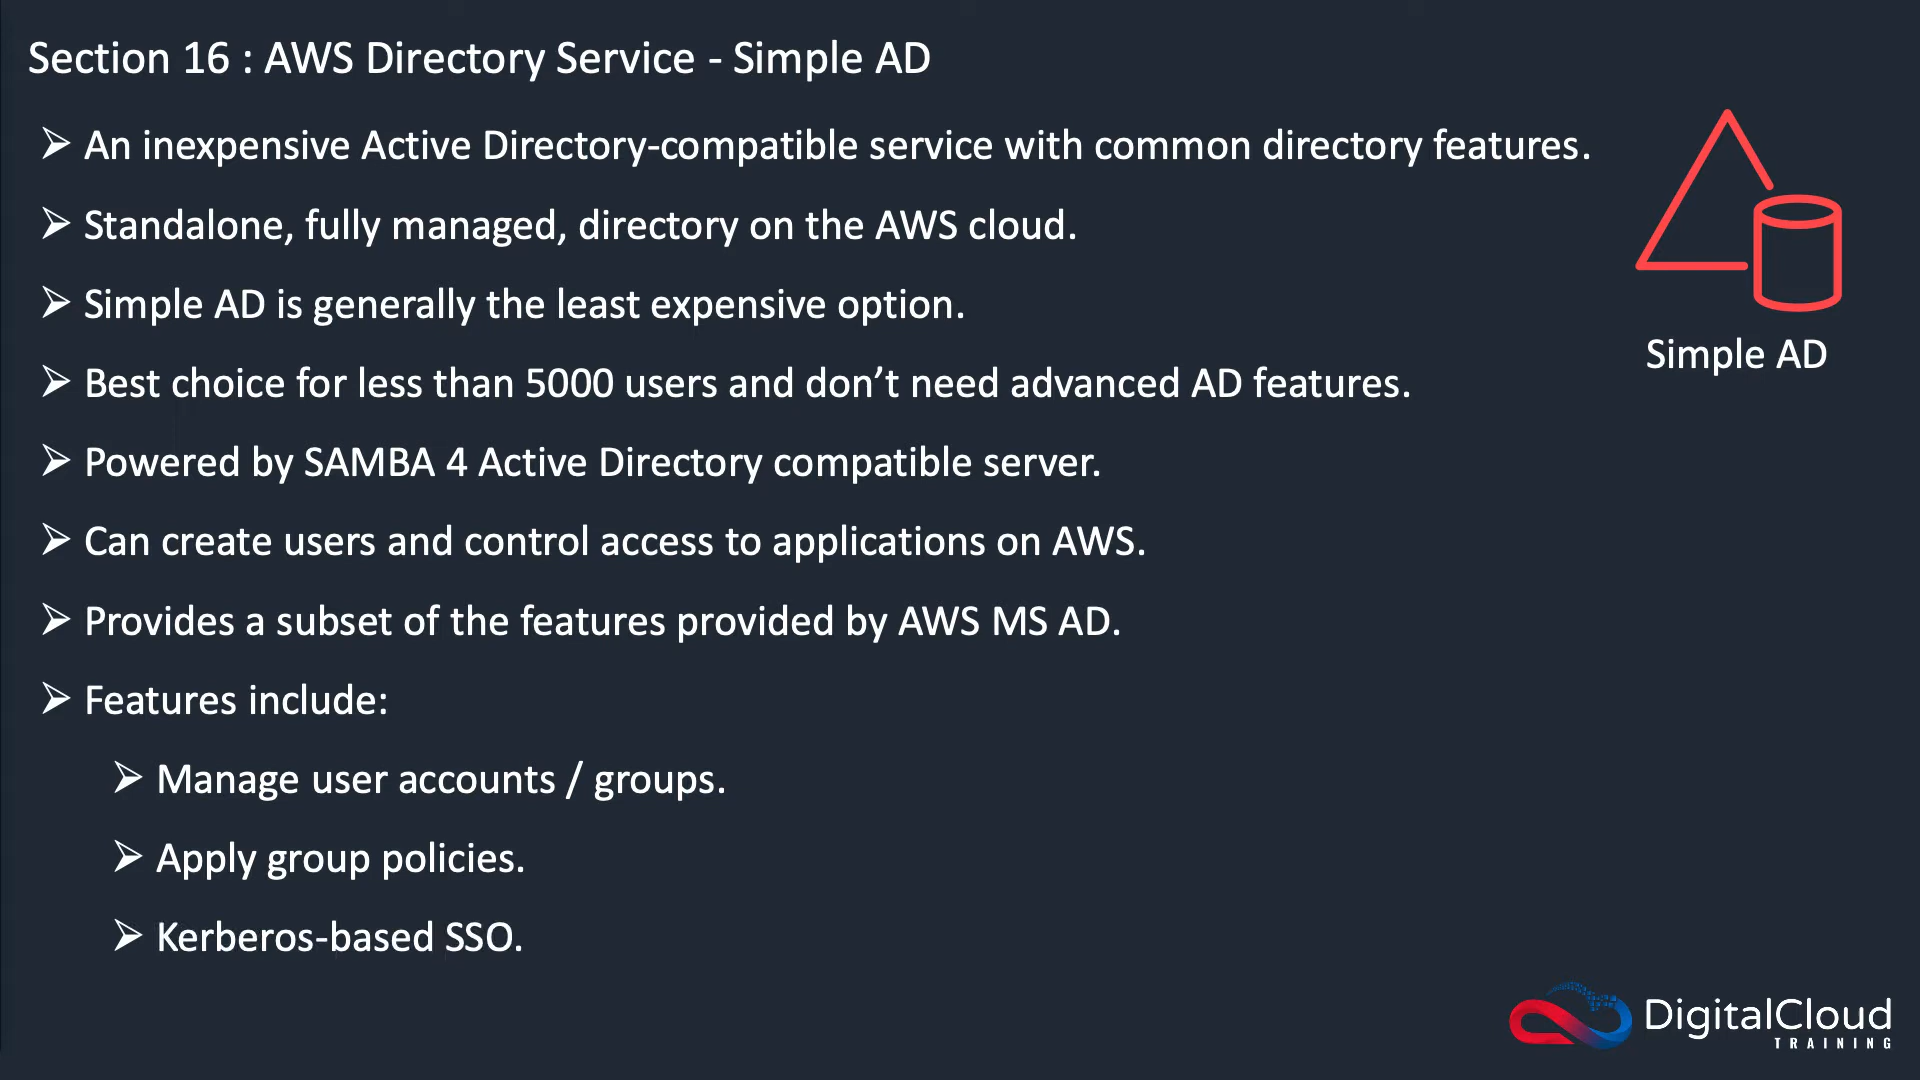 Section 16 : AWS Directory Service - Simple AD
➢ An inexpensive Active Directory-compatible service with common directory features.
➢ Standalone, fully managed, directory on the AWS cloud.
➢ Simple AD is generally the least expensive option.
Simple AD
➢ Best choice for less than 5000 users and don’t need advanced AD features.
➢ Powered by SAMBA 4 Active Directory compatible server.
➢ Can create users and control access to applications on AWS.
➢ Provides a subset of the features provided by AWS MS AD.
➢ Features include:
➢ Manage user accounts / groups.
➢ Apply group policies.
➢ Kerberos-based SSO.
DigitalCloud
TRAINING